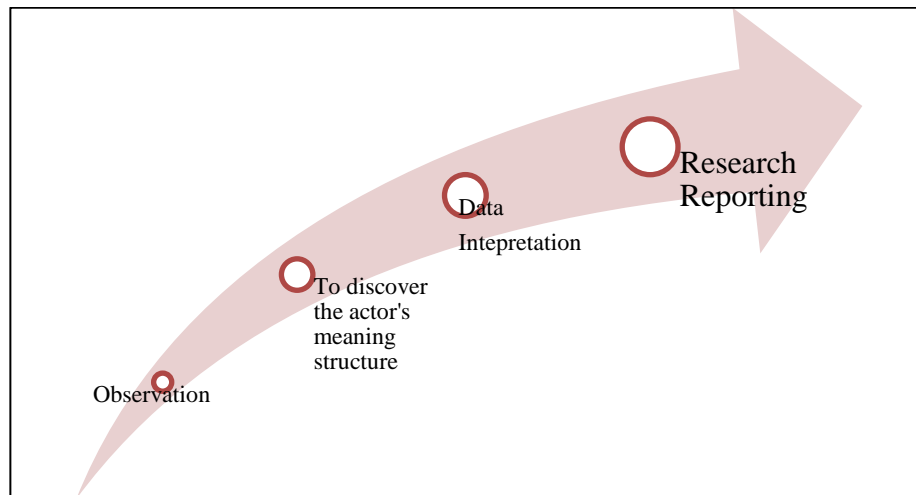 Observation
To discover
the actor's
meaning
structure
Data
Intepretation
Research
Reporting